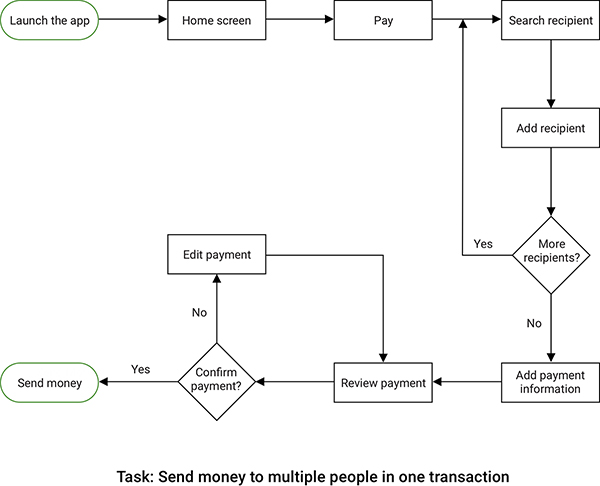 Launch the app
Home screen
Pay
Search recipient
Add recipient
More
recipients?
Yes
No
Add payment
information
Review payment
Confirm
payment?
No
Edit payment
Yes
Send money
Task: Send money to multiple people in one transaction